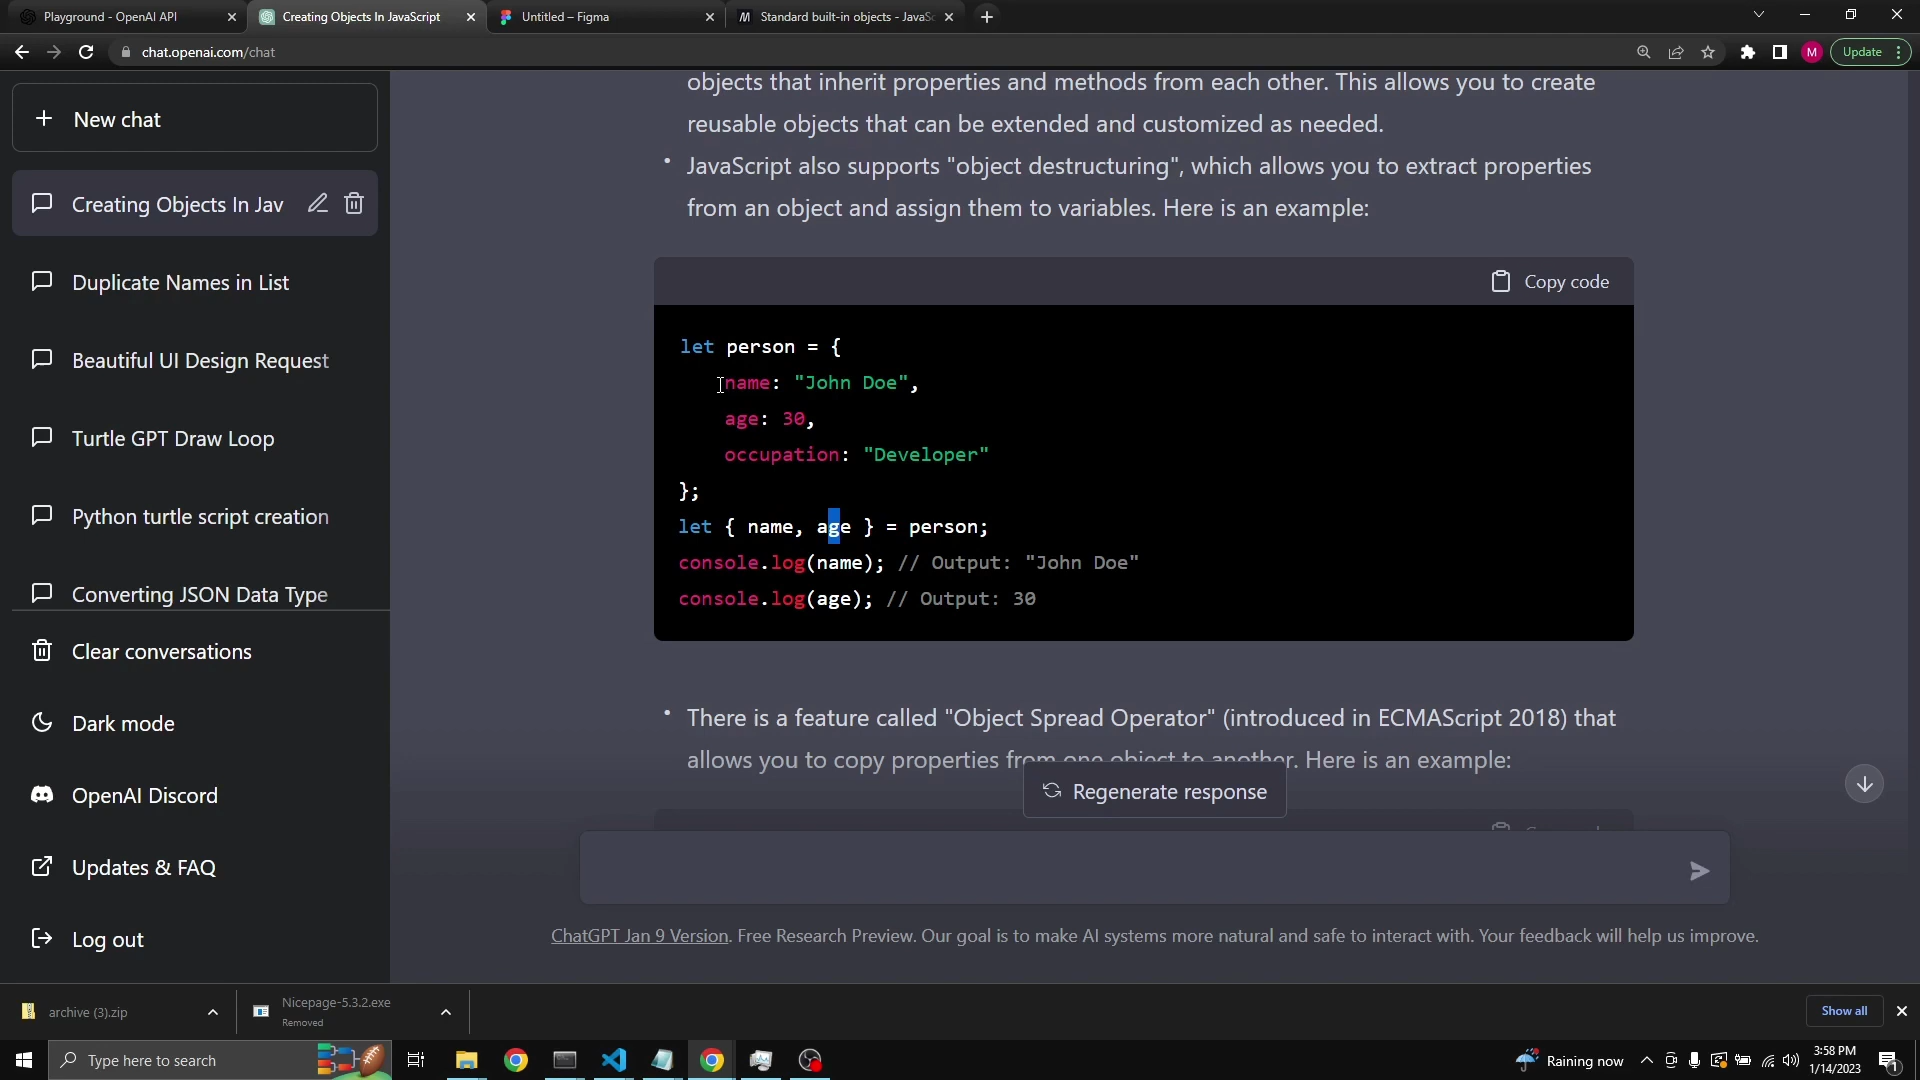 Playground - OpenAI API
Creating Objects In JavaScript
Untitled – Figma
Standard built-in objects - JavaSc
chat.openai.com/chat
M
Update
New chat
Creating Objects In Jav
Duplicate Names in List
Beautiful UI Design Request
Turtle GPT Draw Loop
Python turtle script creation
Converting JSON Data Type
Clear conversations
Dark mode
OpenAI Discord
Updates & FAQ
Log out
objects that inherit properties and methods from each other. This allows you to create
reusable objects that can be extended and customized as needed.
• JavaScript also supports "object destructuring", which allows you to extract properties
from an object and assign them to variables. Here is an example:
Copy code
let person = {
name: "John Doe",
age: 30,
occupation: "Developer"
};
let { name, age } = person;
console.log(name); // Output: "John Doe"
console.log(age); // Output: 30
• There is a feature called "Object Spread Operator" (introduced in ECMAScript 2018) that
allows you to copy properties from one object to another. Here is an example:
Regenerate response
ChatGPT Jan 9 Version. Free Research Preview. Our goal is to make AI systems more natural and safe to interact with. Your feedback will help us improve.
archive (3).zip
Nicepage-5.3.2.exe
Removed
Show all
Type here to search
Raining now
3:58 PM
1/14/2023
1